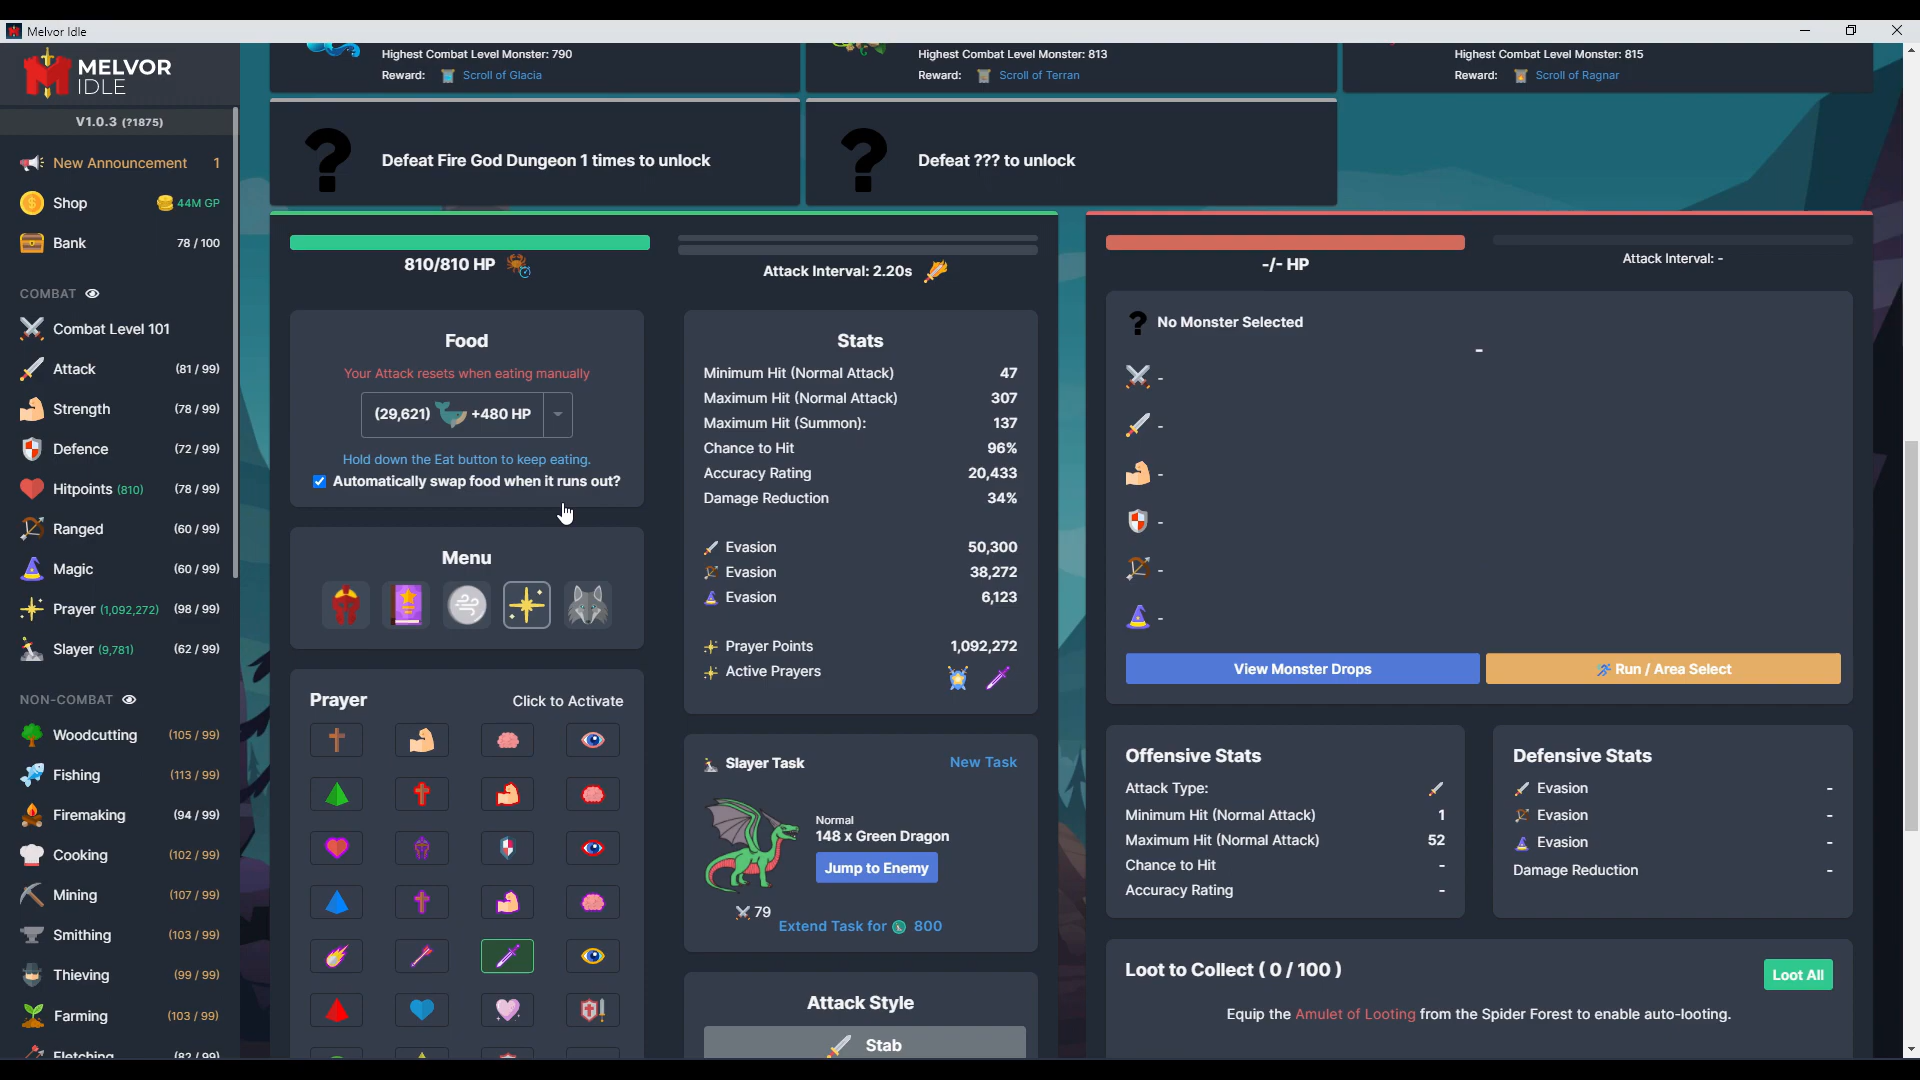 Melvor Idle
MELVOR
IDLE
V1.0.3 (?1875)
New Announcement 1
Shop 44M GP
Bank 78 / 100
COMBAT
Combat Level 101
Attack (81 / 99)
Strength (78 / 99)
Defence (72 / 99)
Hitpoints (810) (78 / 99)
Ranged (60 / 99)
Magic (60 / 99)
Prayer (1,092,272) (98 / 99)
Slayer (9,781) (62 / 99)
NON-COMBAT
Woodcutting (105 / 99)
Fishing (113 / 99)
Firemaking (94 / 99)
Cooking (102 / 99)
Mining (107 / 99)
Smithing (103 / 99)
Thieving (99 / 99)
Farming (103 / 99)
Fletching (82 / 99)
Highest Combat Level Monster: 790
Reward: Scroll of Glacia
Highest Combat Level Monster: 813
Reward: Scroll of Terran
Highest Combat Level Monster: 815
Reward: Scroll of Ragnar
Defeat Fire God Dungeon 1 times to unlock
Defeat ??? to unlock
810/810 HP
Attack Interval: 2.20s
Food
Your Attack resets when eating manually
(29,621) +480 HP
Hold down the Eat button to keep eating.
Automatically swap food when it runs out?
Menu
Prayer Click to Activate
Stats
Minimum Hit (Normal Attack) 47
Maximum Hit (Normal Attack) 307
Maximum Hit (Summon): 137
Chance to Hit 96%
Accuracy Rating 20,433
Damage Reduction 34%
Evasion 50,300
Evasion 38,272
Evasion 6,123
Prayer Points 1,092,272
Active Prayers
Slayer Task New Task
Normal
148 x Green Dragon
Jump to Enemy
79
Extend Task for 800
Attack Style
Stab
-/- HP
Attack Interval: -
No Monster Selected
-
-
-
-
-
-
-
View Monster Drops
Run / Area Select
Offensive Stats
Attack Type:
Minimum Hit (Normal Attack) 1
Maximum Hit (Normal Attack) 52
Chance to Hit -
Accuracy Rating -
Defensive Stats
Evasion -
Evasion -
Evasion -
Damage Reduction -
Loot to Collect ( 0 / 100 )
Loot All
Equip the Amulet of Looting from the Spider Forest to enable auto-looting.